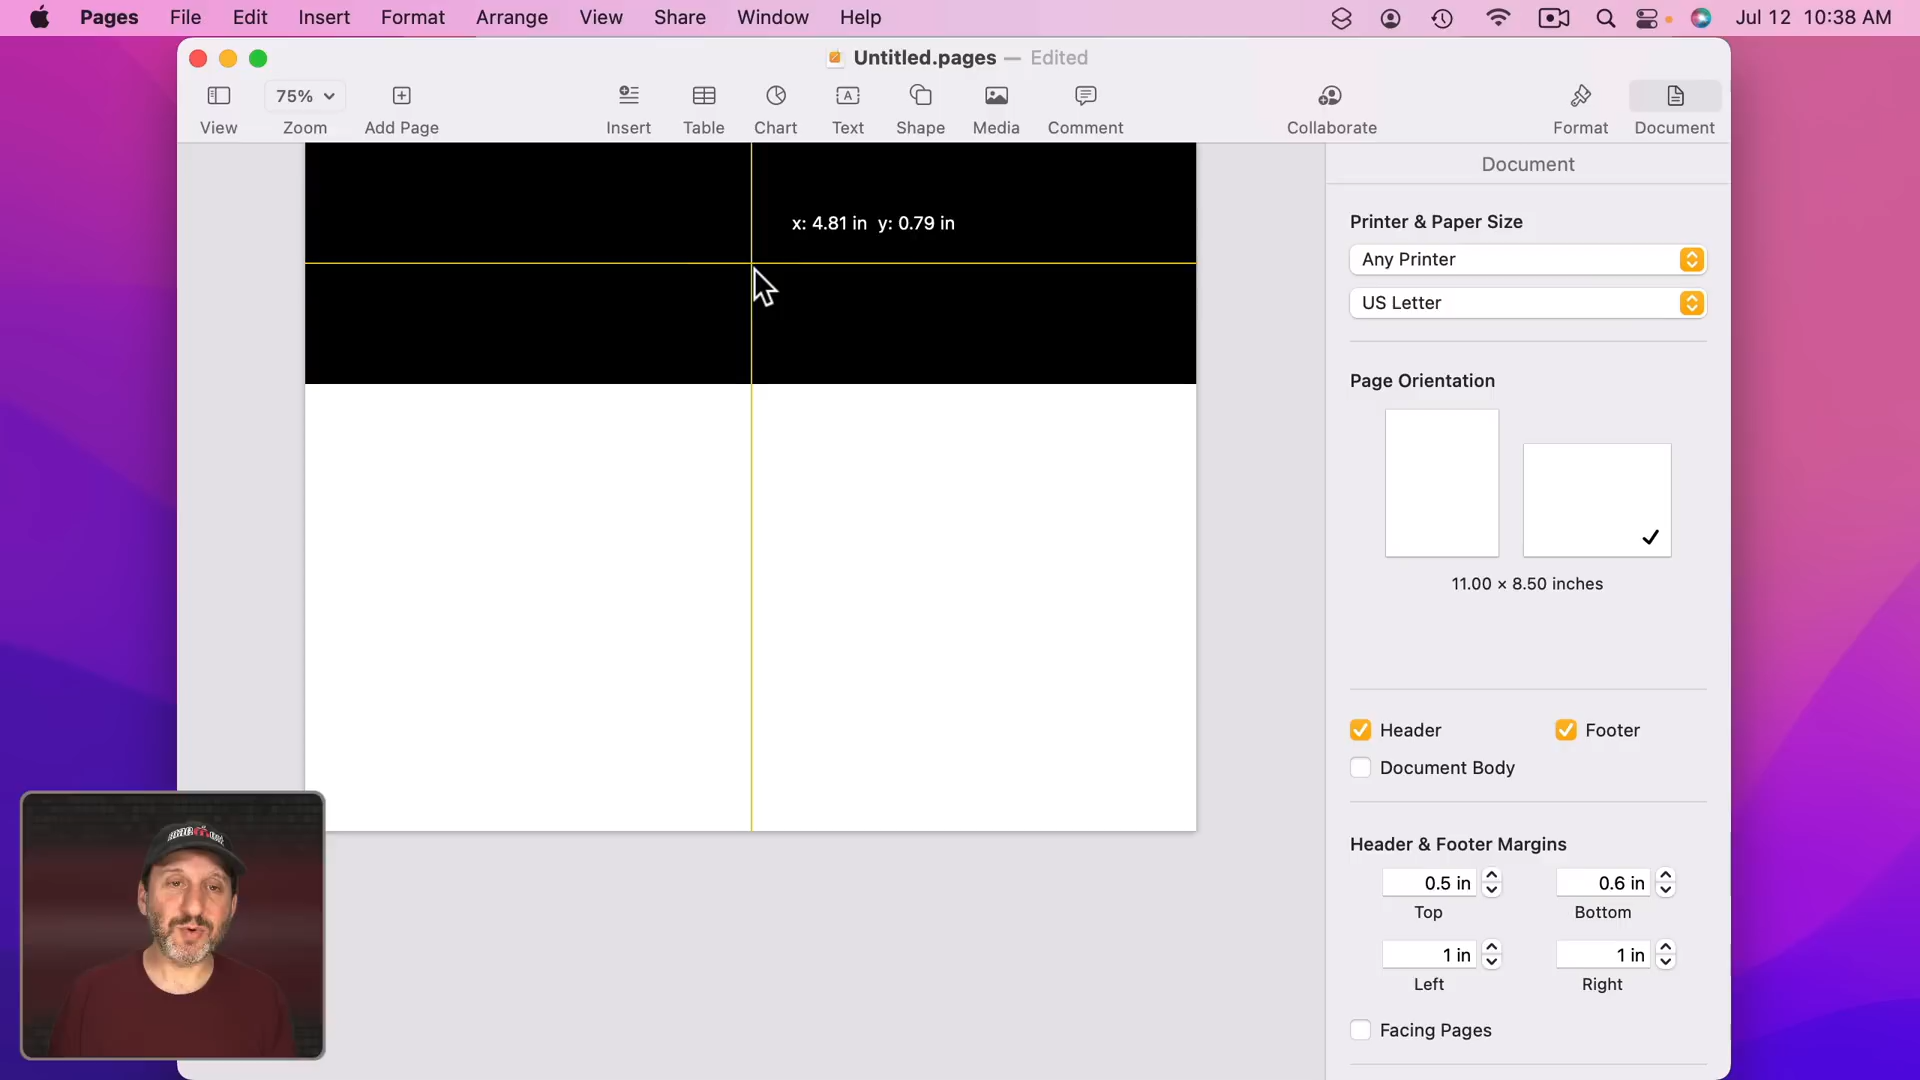 Pages File Edit Insert Format Arrange View Share Window Help Jul 12 10:38 AM
Untitled.pages — Edited
75%
View Zoom Add Page Insert Table Chart Text Shape Media Comment Collaborate Format Document
Document
x: 4.81 in y: 0.79 in
Printer & Paper Size
Any Printer
US Letter
Page Orientation
11.00 × 8.50 inches
Header Footer
Document Body
Header & Footer Margins
0.5 in 0.6 in
Top Bottom
1 in 1 in
Left Right
Facing Pages